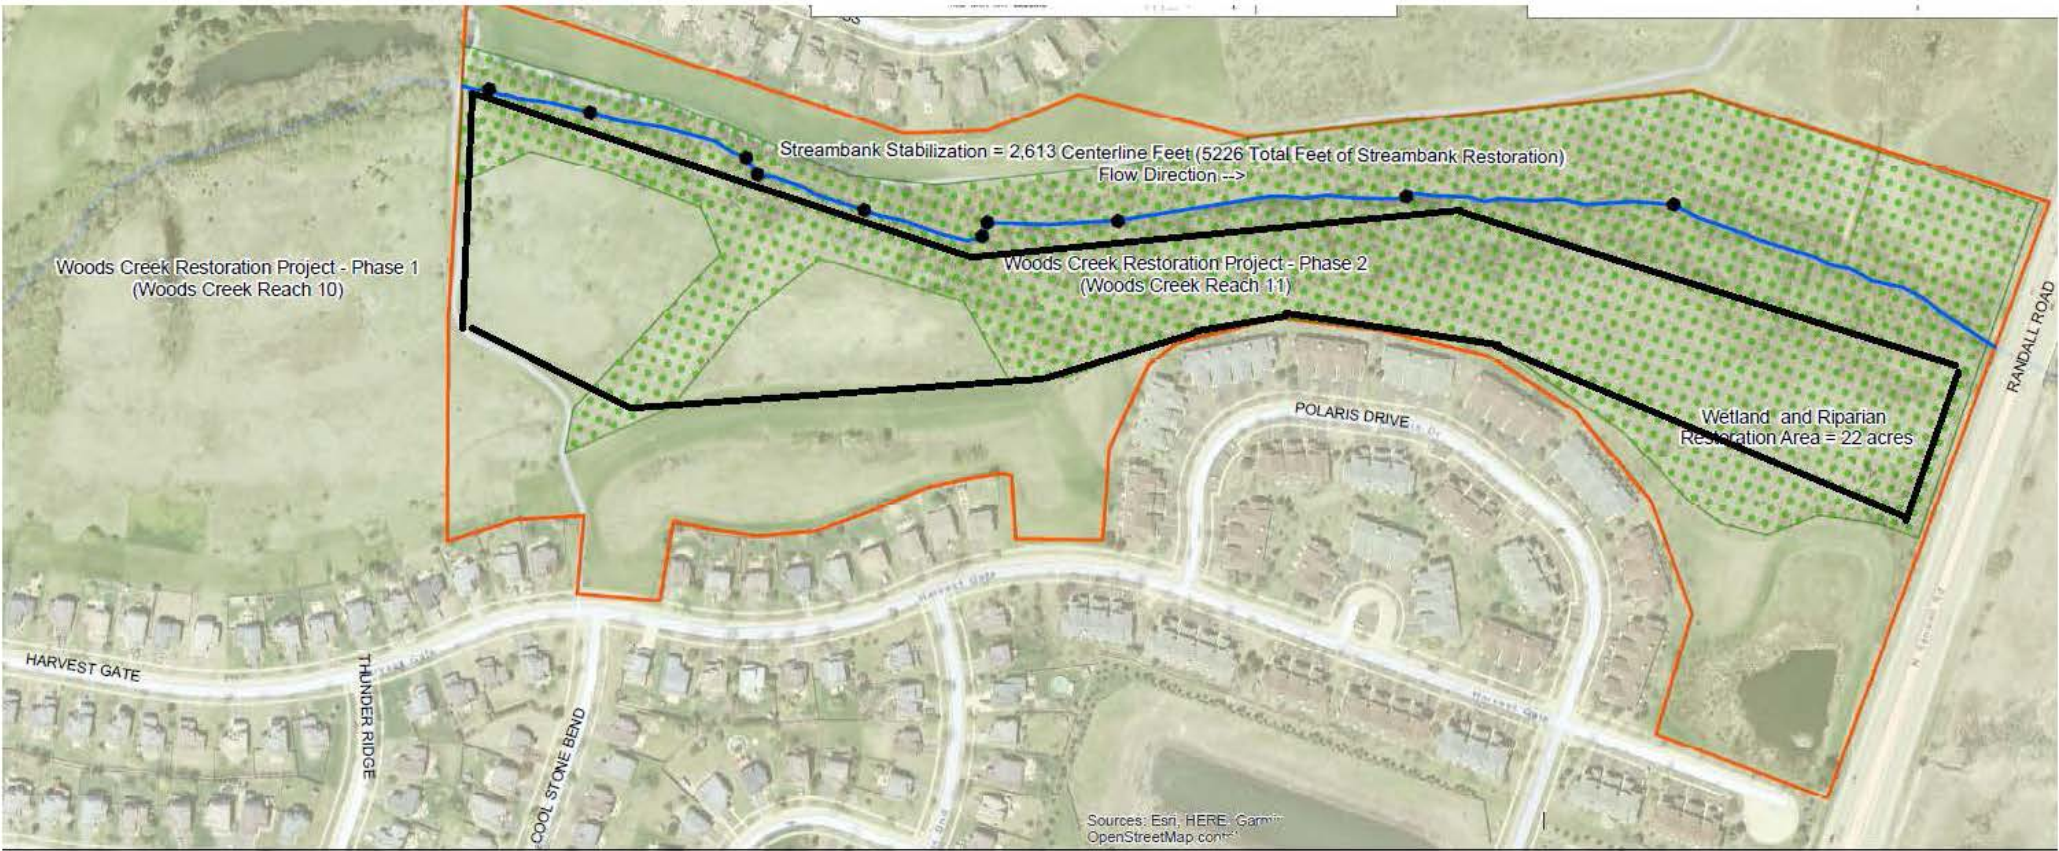 Streambank Stabilization = 2,613 Centerline Feet (5226 Total Feet of Streambank Restoration)
Flow Direction -->
Woods Creek Restoration Project - Phase 1
(Woods Creek Reach 10)
Woods Creek Restoration Project - Phase 2
(Woods Creek Reach 11)
RANDALL ROAD
POLARIS DRIVE
Wetland and Riparian
Restoration Area = 22 acres
Harvest Gate
HARVEST GATE
THUNDER RIDGE
COOL STONE BEND
Harvest Gate
Sources: Esri, HERE, Garmin
OpenStreetMap